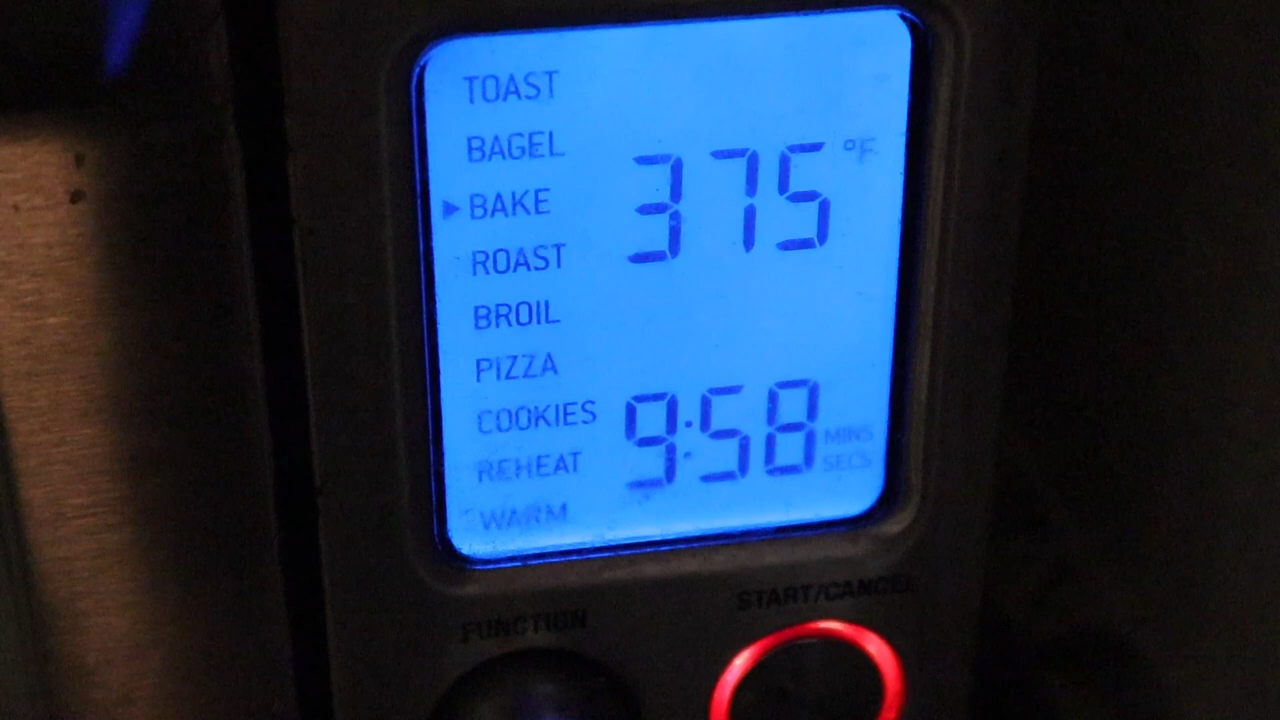 TOAST
BAGEL
BAKE
ROAST
BROIL
PIZZA
COOKIES
REHEAT
WARM
375 °F
9:58 MINS
SECS
FUNCTION
START/CANCEL